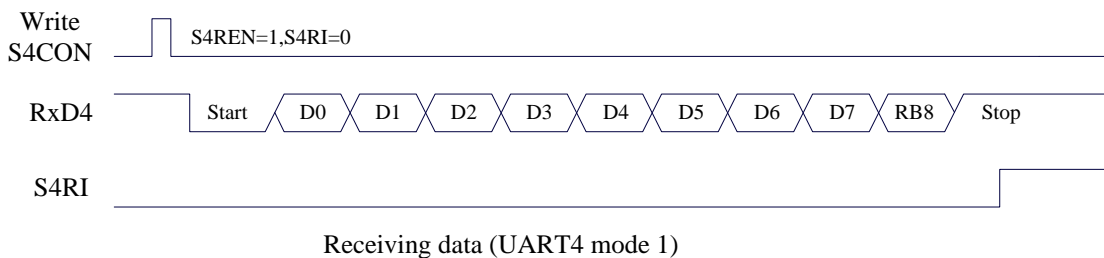 Write
S4CON
S4REN=1,S4RI=0
RxD4
Start D0 D1 D2 D3 D4 D5 D6 D7 RB8 Stop
S4RI
Receiving data (UART4 mode 1)